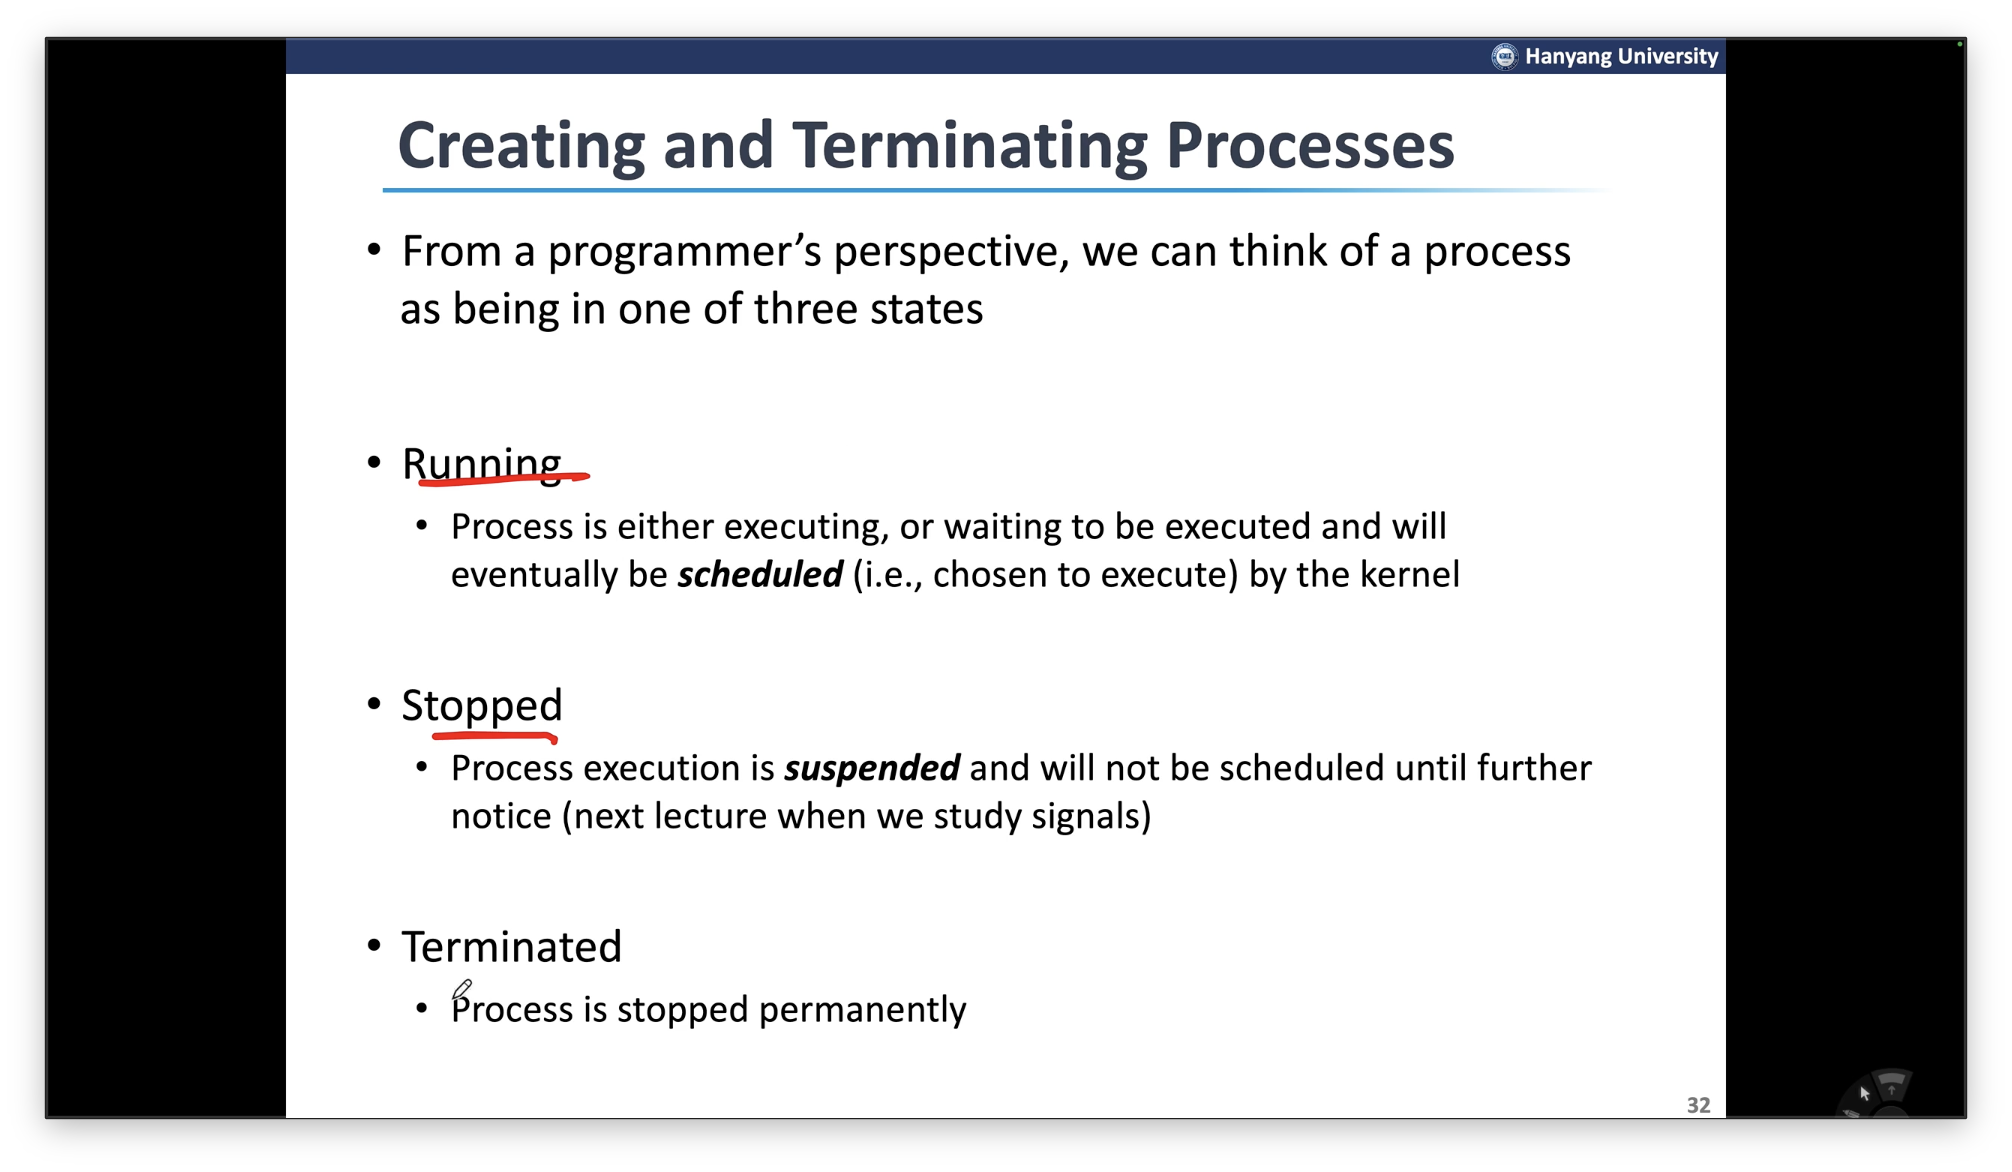 Hanyang University
Creating and Terminating Processes
• From a programmer’s perspective, we can think of a process
as being in one of three states
• Running
• Process is either executing, or waiting to be executed and will
eventually be scheduled (i.e., chosen to execute) by the kernel
• Stopped
• Process execution is suspended and will not be scheduled until further
notice (next lecture when we study signals)
• Terminated
• Process is stopped permanently
32